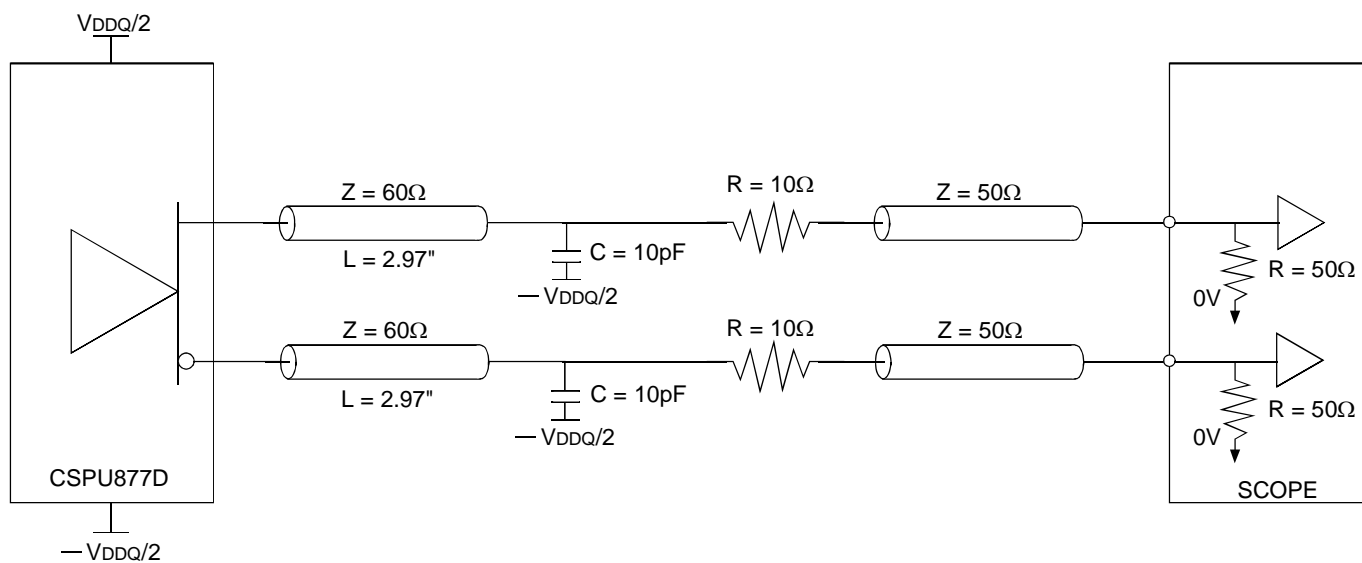 VDDQ/2
Z = 60Ω
L = 2.97"
C = 10pF
— VDDQ/2
R = 10Ω
Z = 50Ω
R = 50Ω
0V
Z = 60Ω
L = 2.97"
C = 10pF
— VDDQ/2
R = 10Ω
Z = 50Ω
R = 50Ω
0V
CSPU877D
SCOPE
— VDDQ/2